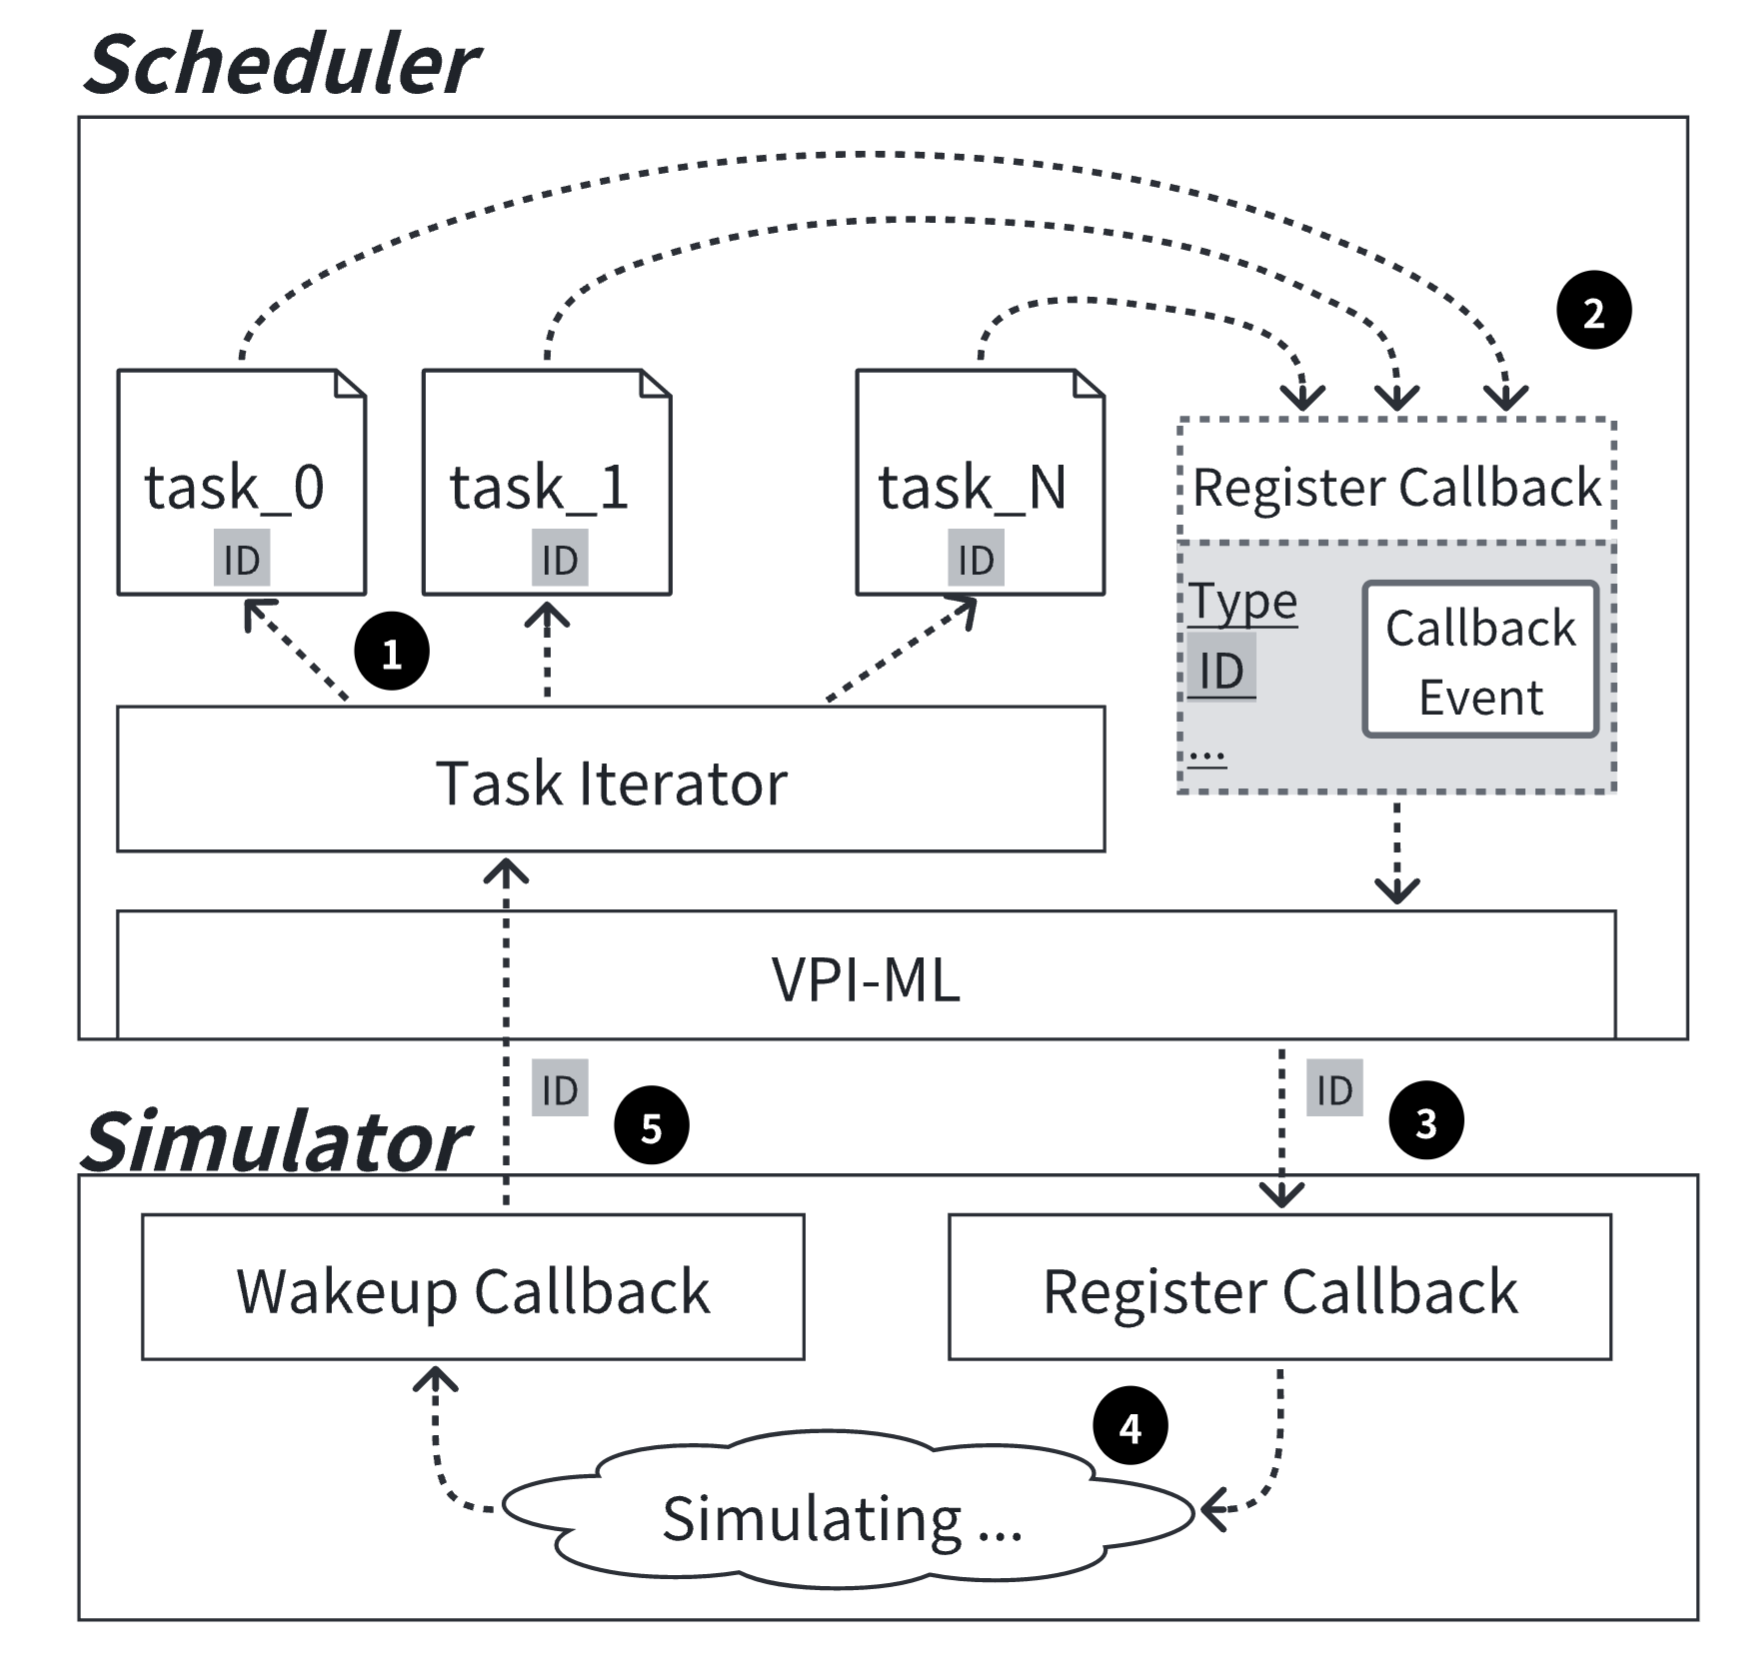 Scheduler
2
task_0
ID
task_1
ID
task_N
ID
Register Callback
Type
ID
...
Callback
Event
1
Task Iterator
VPI-ML
ID
5
ID
3
Simulator
Wakeup Callback
Register Callback
4
Simulating ...